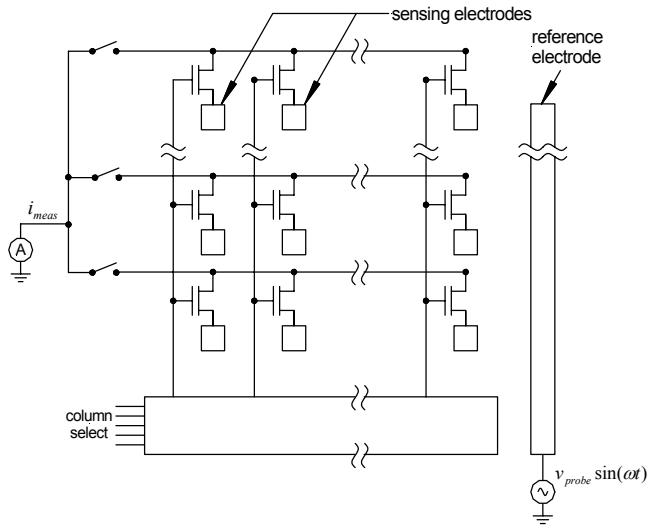 sensing electrodes
reference
electrode
i_meas
A
column
select
v_probe sin(ωt)